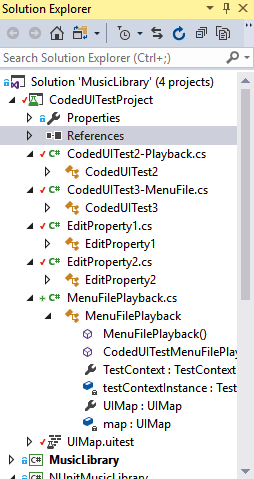 Solution Explorer
Search Solution Explorer (Ctrl+;)
Solution 'MusicLibrary' (4 projects)
CodedUITestProject
Properties
References
C# CodedUITest2-Playback.cs
CodedUITest2
C# CodedUITest3-MenuFile.cs
CodedUITest3
C# EditProperty1.cs
EditProperty1
C# EditProperty2.cs
EditProperty2
C# MenuFilePlayback.cs
MenuFilePlayback
MenuFilePlayback()
CodedUITestMenuFilePlay
TestContext : TestContext
testContextInstance : Test
UIMap : UIMap
map : UIMap
UIMap.uitest
C# MusicLibrary
C# NUnitMusicLibrary